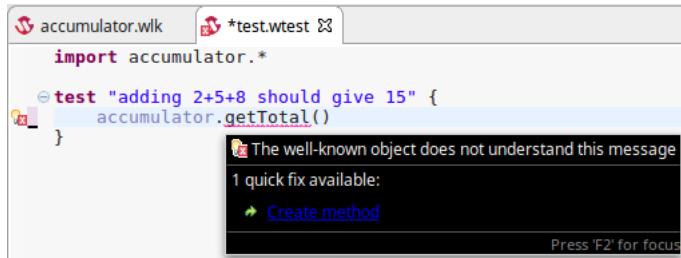 accumulator.wlk *test.wtest
import accumulator.*
test "adding 2+5+8 should give 15" {
accumulator.getTotal()
}
The well-known object does not understand this message
1 quick fix available:
Create method
Press 'F2' for focus